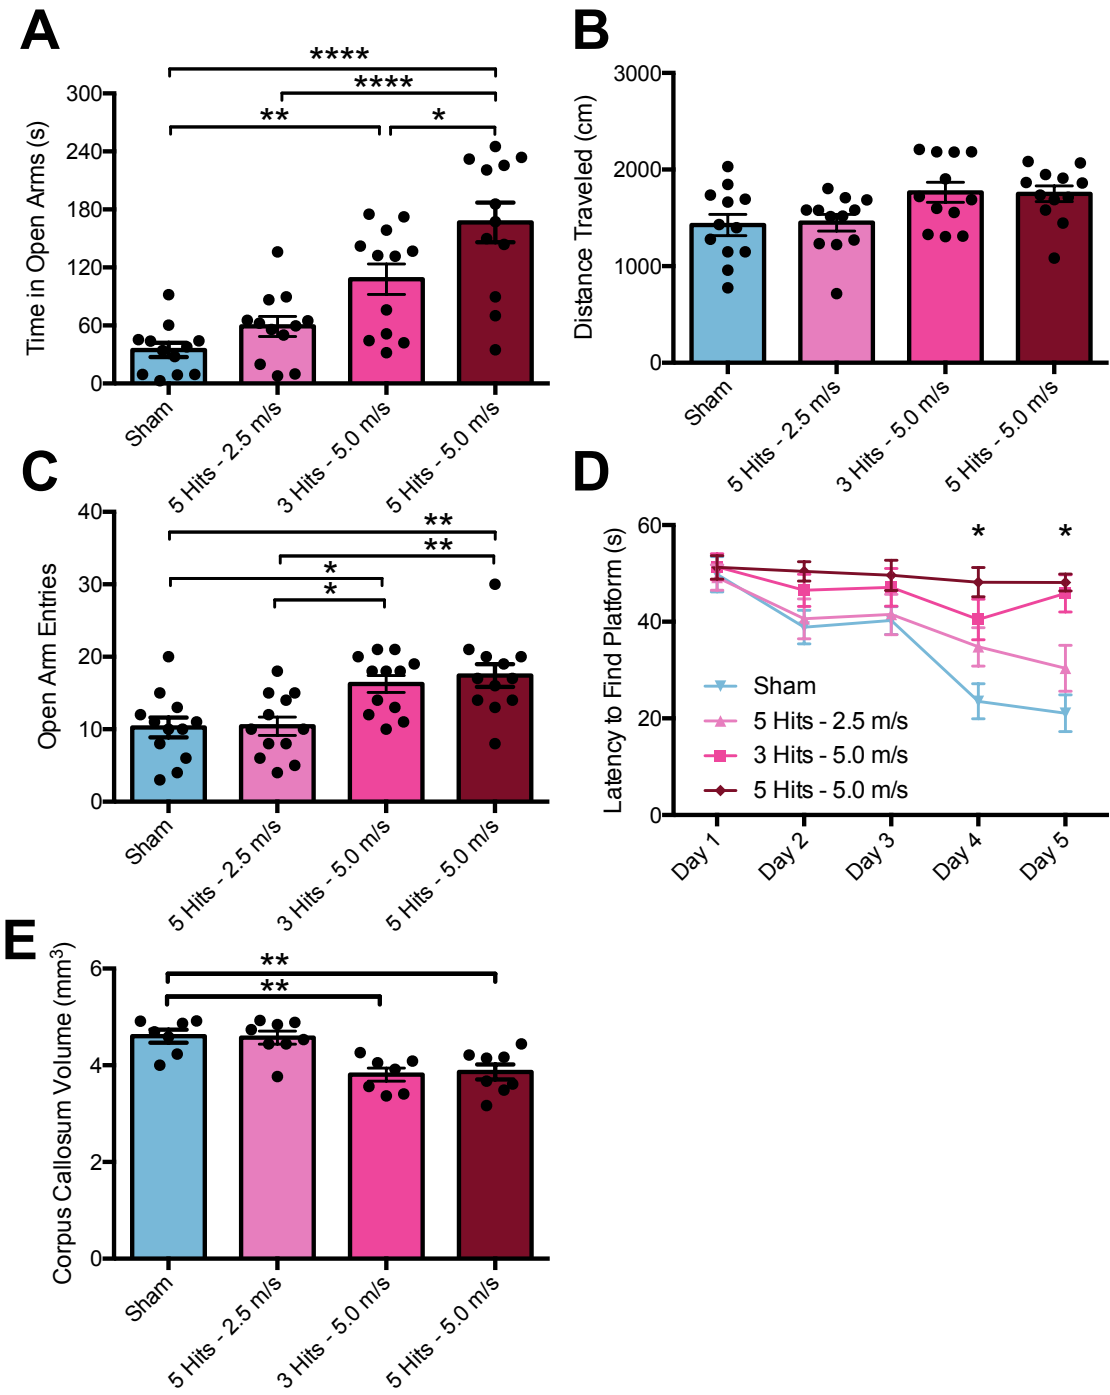 A
****
****
**
*
300
240
180
120
60
0
Time in Open Arms (s)
Sham
5 Hits - 2.5 m/s
3 Hits - 5.0 m/s
5 Hits - 5.0 m/s
B
3000
2000
1000
0
Distance Traveled (cm)
Sham
5 Hits - 2.5 m/s
3 Hits - 5.0 m/s
5 Hits - 5.0 m/s
C
**
**
*
*
40
30
20
10
0
Open Arm Entries
Sham
5 Hits - 2.5 m/s
3 Hits - 5.0 m/s
5 Hits - 5.0 m/s
D
60
40
20
0
Latency to Find Platform (s)
*
*
Sham
5 Hits - 2.5 m/s
3 Hits - 5.0 m/s
5 Hits - 5.0 m/s
Day 1
Day 2
Day 3
Day 4
Day 5
E
**
**
6
4
2
0
Corpus Callosum Volume (mm³)
Sham
5 Hits - 2.5 m/s
3 Hits - 5.0 m/s
5 Hits - 5.0 m/s